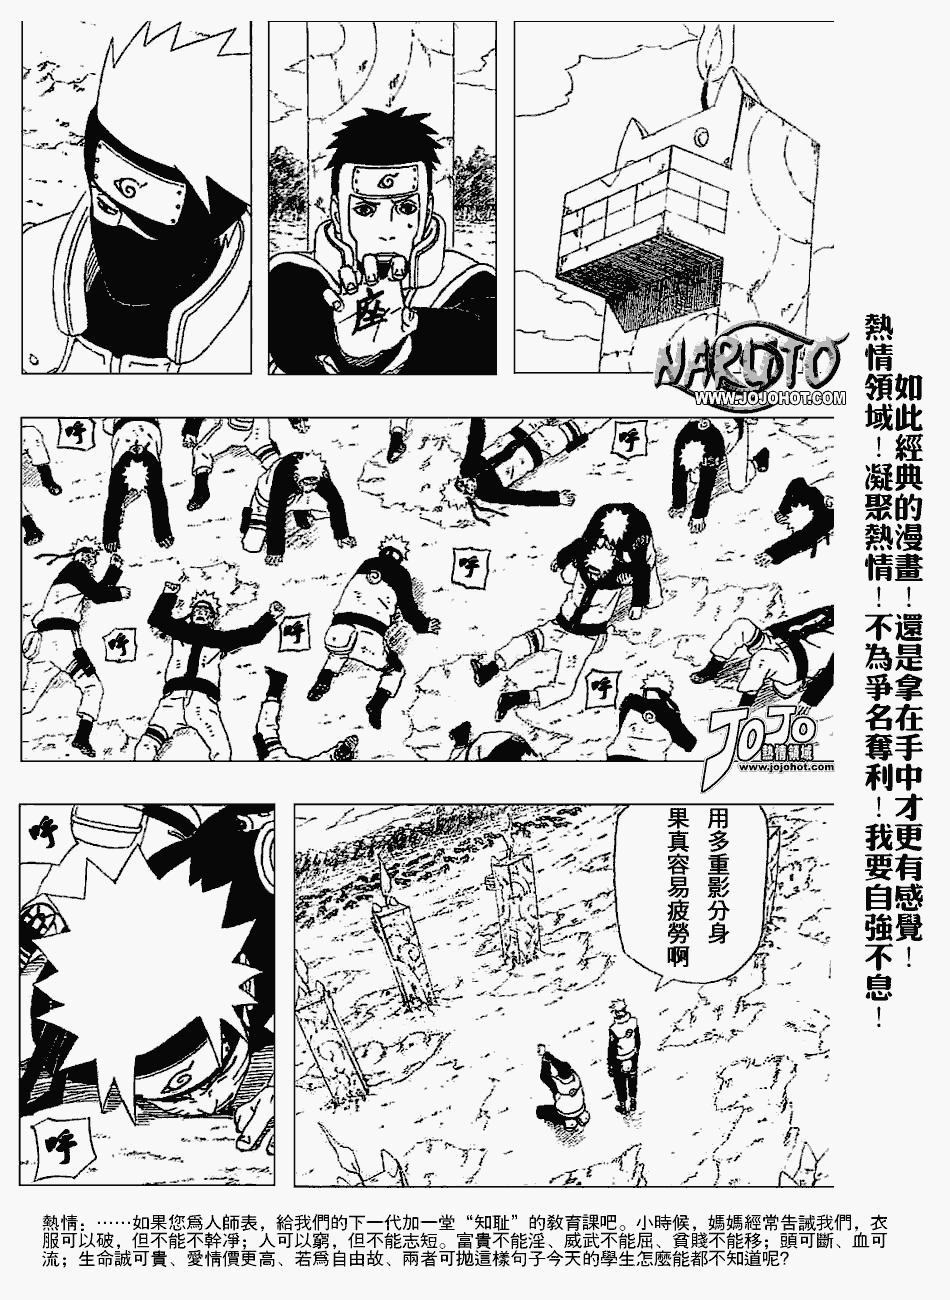 座
NARUTO
WWW.JOJOHOT.COM
如此經典的漫畫！還是拿在手中才更有感覺！
熱情領域！凝聚熱情！不為爭名奪利！我要自強不息！
呼
呼
呼
呼
呼
呼
JOJO
熱情領域
www.jojohot.com
用多重影分身
果真容易疲勞啊
呼
呼
熱情：……如果您爲人師表，給我們的下一代加一堂“知耻”的敎育課吧。小時候，媽媽經常告誡我們，衣
服可以破，但不能不幹凈；人可以窮，但不能志短。富貴不能淫、威武不能屈、貧賤不能移；頭可斷、血可
流；生命誠可貴、愛情價更高、若爲自由故、兩者可抛這樣句子今天的學生怎麼能都不知道呢？